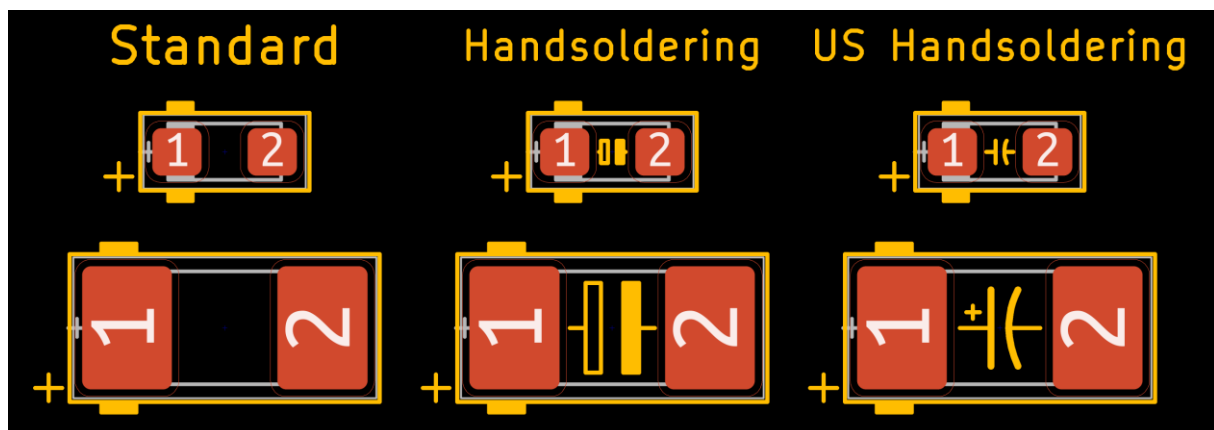 Standard Handsoldering US Handsoldering
+ 1 2 + 1 2 + 1 2
+ 1 2 + 1 2 + 1 + 2